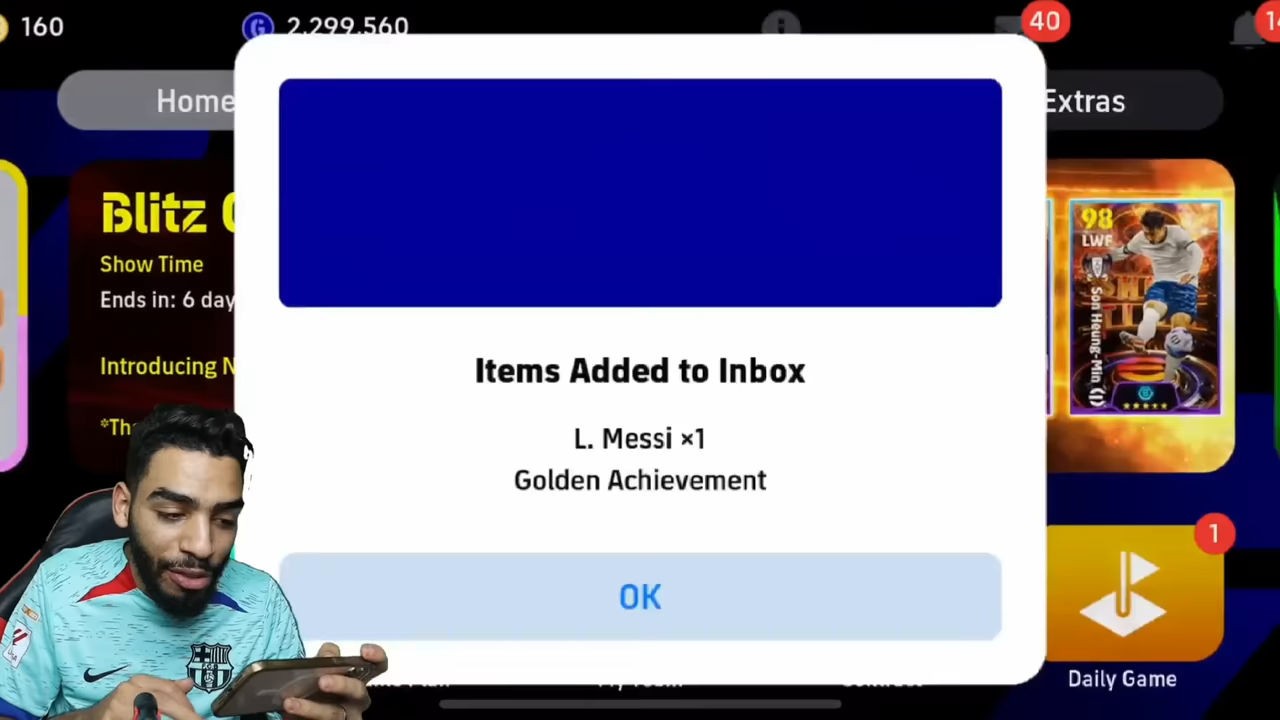 160
2,299,560
40
Home
Extras
Blitz
Show Time
Ends in: 6 day
Introducing N
*Tha
98
LWF
Son Heung-Min (I)
Items Added to Inbox
L. Messi ×1
Golden Achievement
OK
1
Daily Game